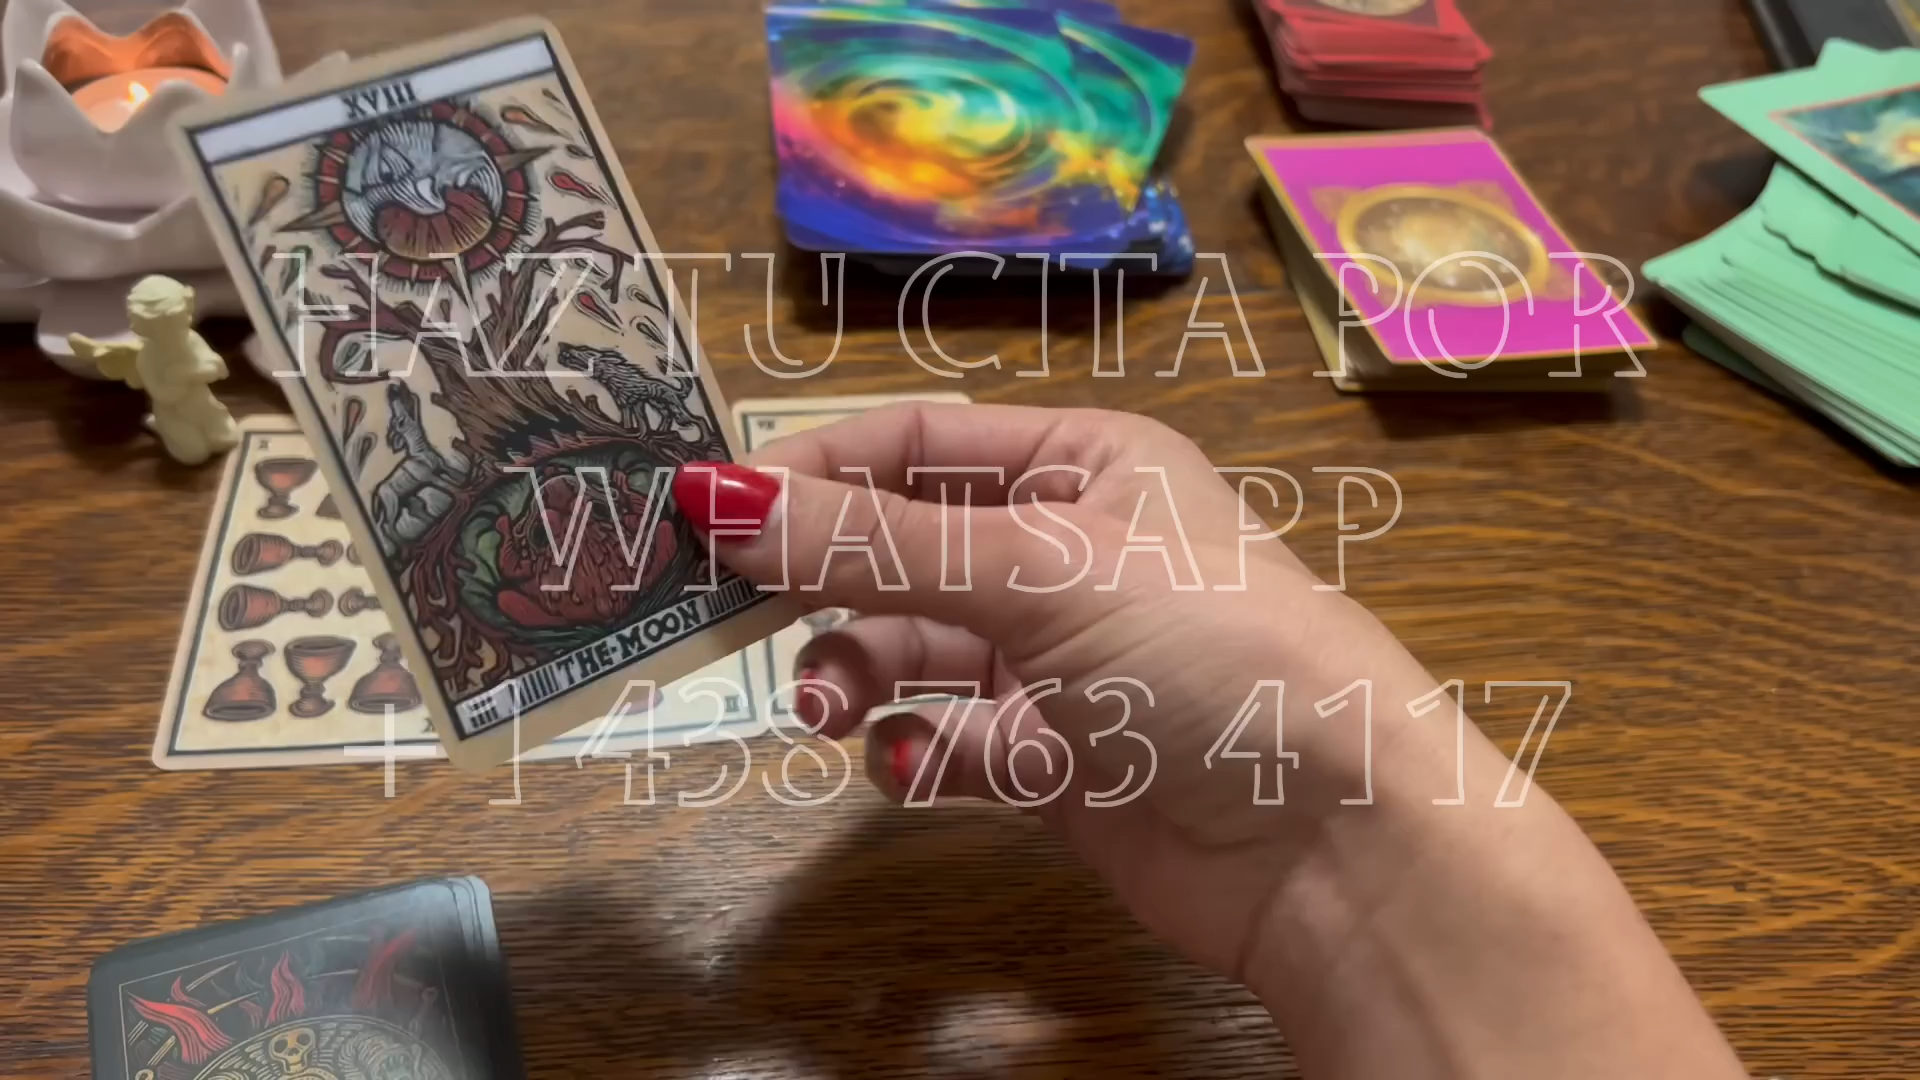 XVIII
HAZ TU CITA POR
WHATSAPP
THE·MOON
+1 438 763 4117